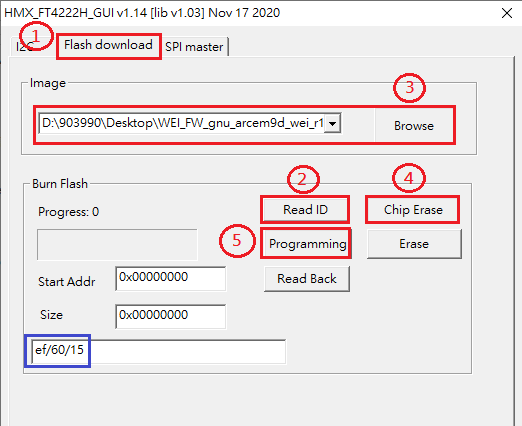 HMX_FT4222H_GUI v1.14 [lib v1.03] Nov 17 2020
1
Flash download
SPI master
Image
3
D:\903990\Desktop\WEI_FW_gnu_arcem9d_wei_r1
Browse
Burn Flash
2
4
Progress: 0
Read ID
Chip Erase
5
Programming
Erase
Start Addr
0x00000000
Read Back
Size
0x00000000
ef/60/15